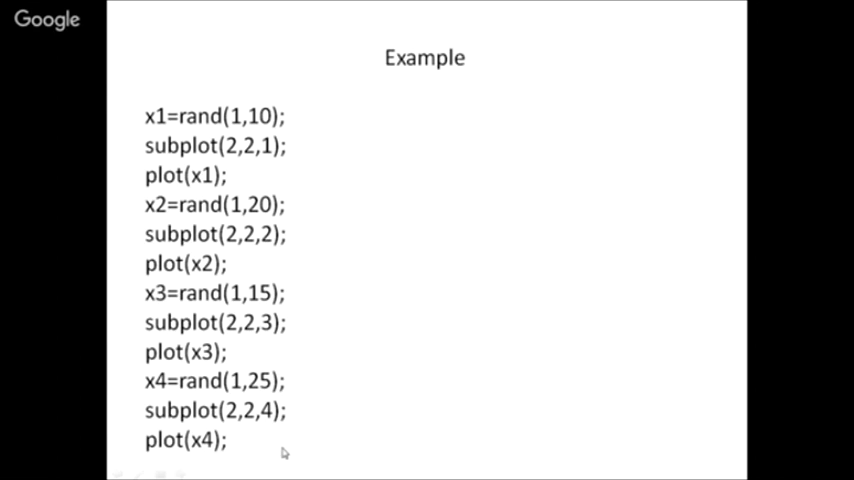 Google
Example
x1=rand(1,10);
subplot(2,2,1);
plot(x1);
x2=rand(1,20);
subplot(2,2,2);
plot(x2);
x3=rand(1,15);
subplot(2,2,3);
plot(x3);
x4=rand(1,25);
subplot(2,2,4);
plot(x4);